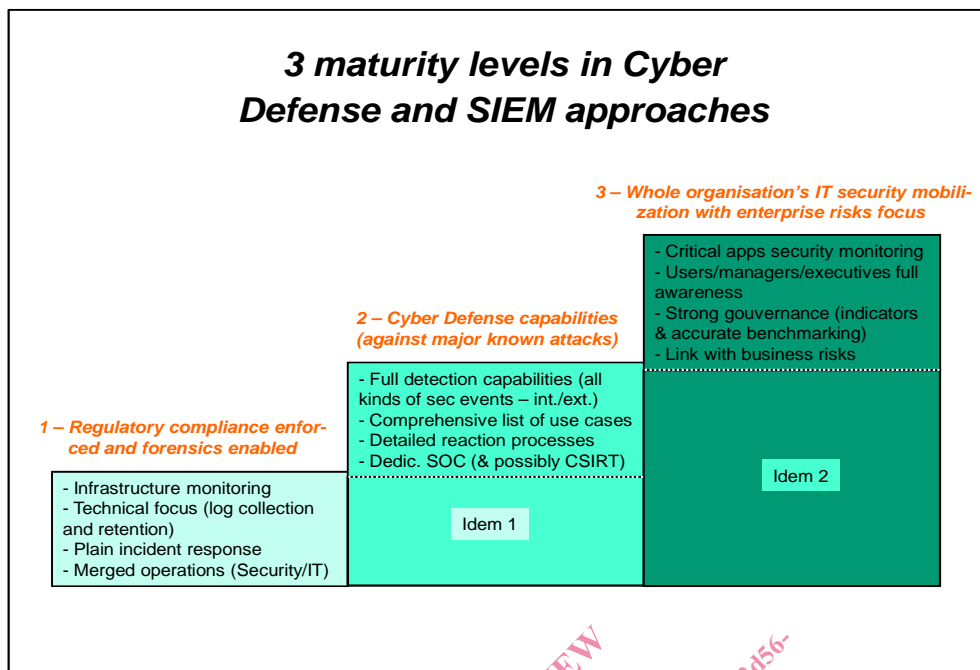 3 maturity levels in Cyber
Defense and SIEM approaches
3 – Whole organisation's IT security mobili-
zation with enterprise risks focus
- Critical apps security monitoring
- Users/managers/executives full
awareness
- Strong gouvernance (indicators
& accurate benchmarking)
- Link with business risks
Idem 2
2 – Cyber Defense capabilities
(against major known attacks)
- Full detection capabilities (all
kinds of sec events – int./ext.)
- Comprehensive list of use cases
- Detailed reaction processes
- Dedic. SOC (& possibly CSIRT)
Idem 1
1 – Regulatory compliance enfor-
ced and forensics enabled
- Infrastructure monitoring
- Technical focus (log collection
and retention)
- Plain incident response
- Merged operations (Security/IT)